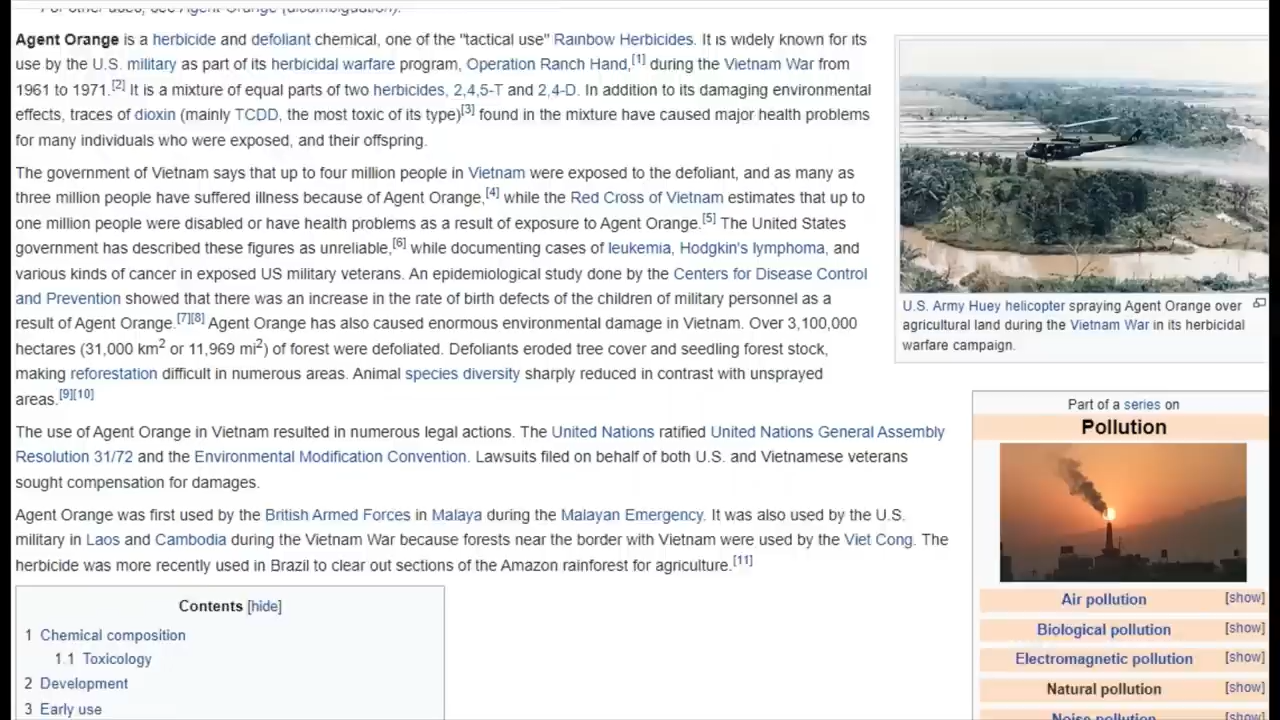 For other uses, see Agent Orange (disambiguation).
Agent Orange is a herbicide and defoliant chemical, one of the "tactical use" Rainbow Herbicides. It is widely known for its
use by the U.S. military as part of its herbicidal warfare program, Operation Ranch Hand,[1] during the Vietnam War from
1961 to 1971.[2] It is a mixture of equal parts of two herbicides, 2,4,5-T and 2,4-D. In addition to its damaging environmental
effects, traces of dioxin (mainly TCDD, the most toxic of its type)[3] found in the mixture have caused major health problems
for many individuals who were exposed, and their offspring.
The government of Vietnam says that up to four million people in Vietnam were exposed to the defoliant, and as many as
three million people have suffered illness because of Agent Orange,[4] while the Red Cross of Vietnam estimates that up to
one million people were disabled or have health problems as a result of exposure to Agent Orange.[5] The United States
government has described these figures as unreliable,[6] while documenting cases of leukemia, Hodgkin's lymphoma, and
various kinds of cancer in exposed US military veterans. An epidemiological study done by the Centers for Disease Control
and Prevention showed that there was an increase in the rate of birth defects of the children of military personnel as a
result of Agent Orange.[7][8] Agent Orange has also caused enormous environmental damage in Vietnam. Over 3,100,000
hectares (31,000 km2 or 11,969 mi2) of forest were defoliated. Defoliants eroded tree cover and seedling forest stock,
making reforestation difficult in numerous areas. Animal species diversity sharply reduced in contrast with unsprayed
areas.[9][10]
The use of Agent Orange in Vietnam resulted in numerous legal actions. The United Nations ratified United Nations General Assembly
Resolution 31/72 and the Environmental Modification Convention. Lawsuits filed on behalf of both U.S. and Vietnamese veterans
sought compensation for damages.
Agent Orange was first used by the British Armed Forces in Malaya during the Malayan Emergency. It was also used by the U.S.
military in Laos and Cambodia during the Vietnam War because forests near the border with Vietnam were used by the Viet Cong. The
herbicide was more recently used in Brazil to clear out sections of the Amazon rainforest for agriculture.[11]
Contents [hide]
1 Chemical composition
1.1 Toxicology
2 Development
3 Early use
U.S. Army Huey helicopter spraying Agent Orange over
agricultural land during the Vietnam War in its herbicidal
warfare campaign.
Part of a series on
Pollution
Air pollution [show]
Biological pollution [show]
Electromagnetic pollution [show]
Natural pollution [show]
Noise pollution [show]